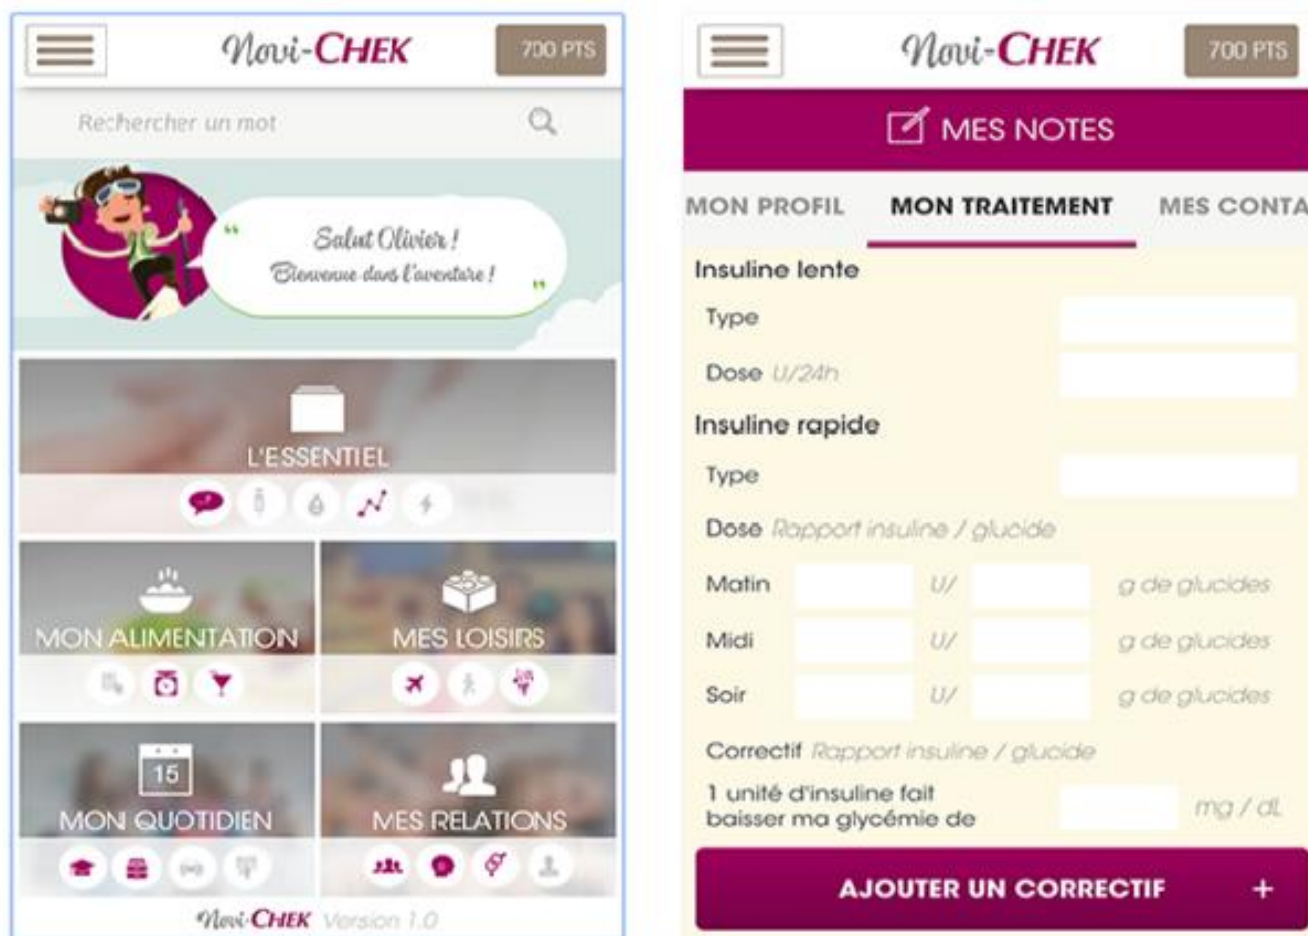 Novi-CHEK
700 PTS
Rechercher un mot
“ Salut Olivier !
Bienvenue dans l'aventure ! ”
L'ESSENTIEL
MON ALIMENTATION
MES LOISIRS
15
MON QUOTIDIEN
MES RELATIONS
Novi-CHEK Version 1.0
Novi-CHEK
700 PTS
MES NOTES
MON PROFIL
MON TRAITEMENT
MES CONTA
Insuline lente
Type
Dose U/24h
Insuline rapide
Type
Dose Rapport insuline / glucide
Matin U/ g de glucides
Midi U/ g de glucides
Soir U/ g de glucides
Correctif Rapport insuline / glucide
1 unité d'insuline fait
baisser ma glycémie de mg / dL
AJOUTER UN CORRECTIF +